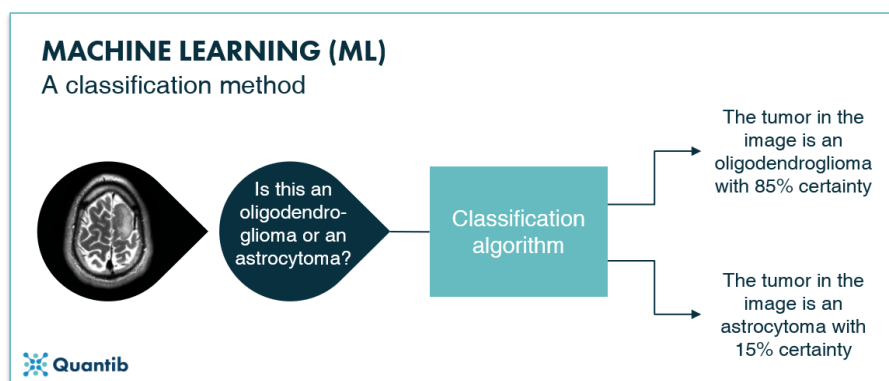 MACHINE LEARNING (ML)
A classification method
Is this an
oligodendro-
glioma or an
astrocytoma?
Classification
algorithm
The tumor in the
image is an
oligodendroglioma
with 85% certainty
The tumor in the
image is an
astrocytoma with
15% certainty
Quantib